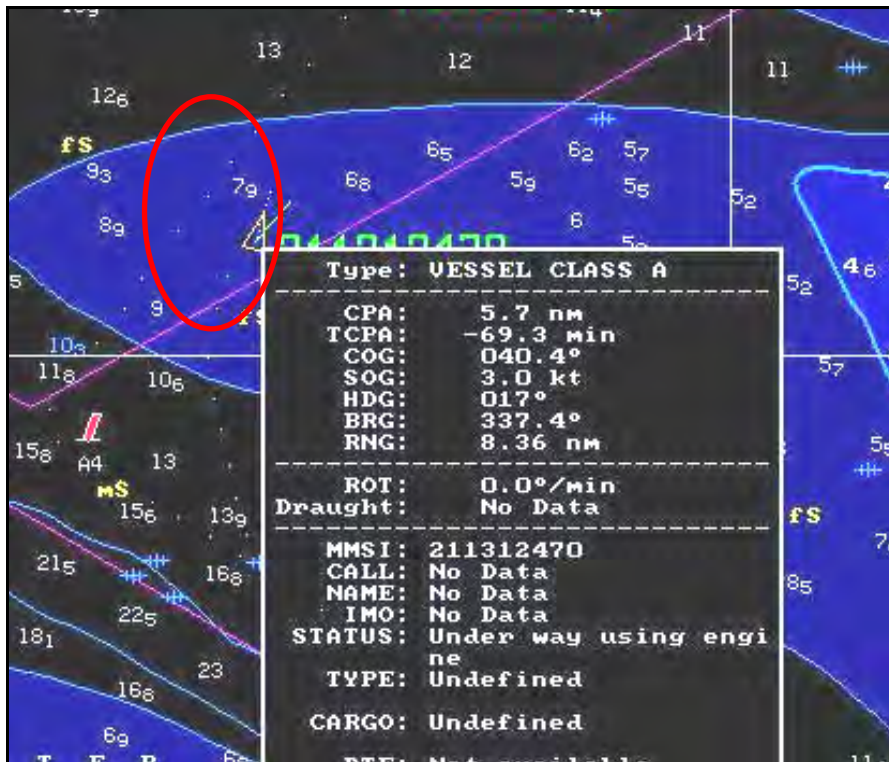 13
12
11
11
12₆
fS
9₃
7₉
6₈
6₅
6₂ 5₇
5₉
5₅
5₂
8₉
6
4₆
5₂
5
9
10₃
11₈
10₆
5₇
15₈
A4
13
mS
15₆
13₉
21₅
16₈
22₅
18₁
23
16₈
6₉
fS
8₅
211312470
Type: VESSEL CLASS A
CPA: 5.7 nm
TCPA: -69.3 min
COG: 040.4°
SOG: 3.0 kt
HDG: 017°
BRG: 337.4°
RNG: 8.36 nm
ROT: 0.0°/min
Draught: No Data
MMSI: 211312470
CALL: No Data
NAME: No Data
IMO: No Data
STATUS: Under way using engi
ne
TYPE: Undefined
CARGO: Undefined